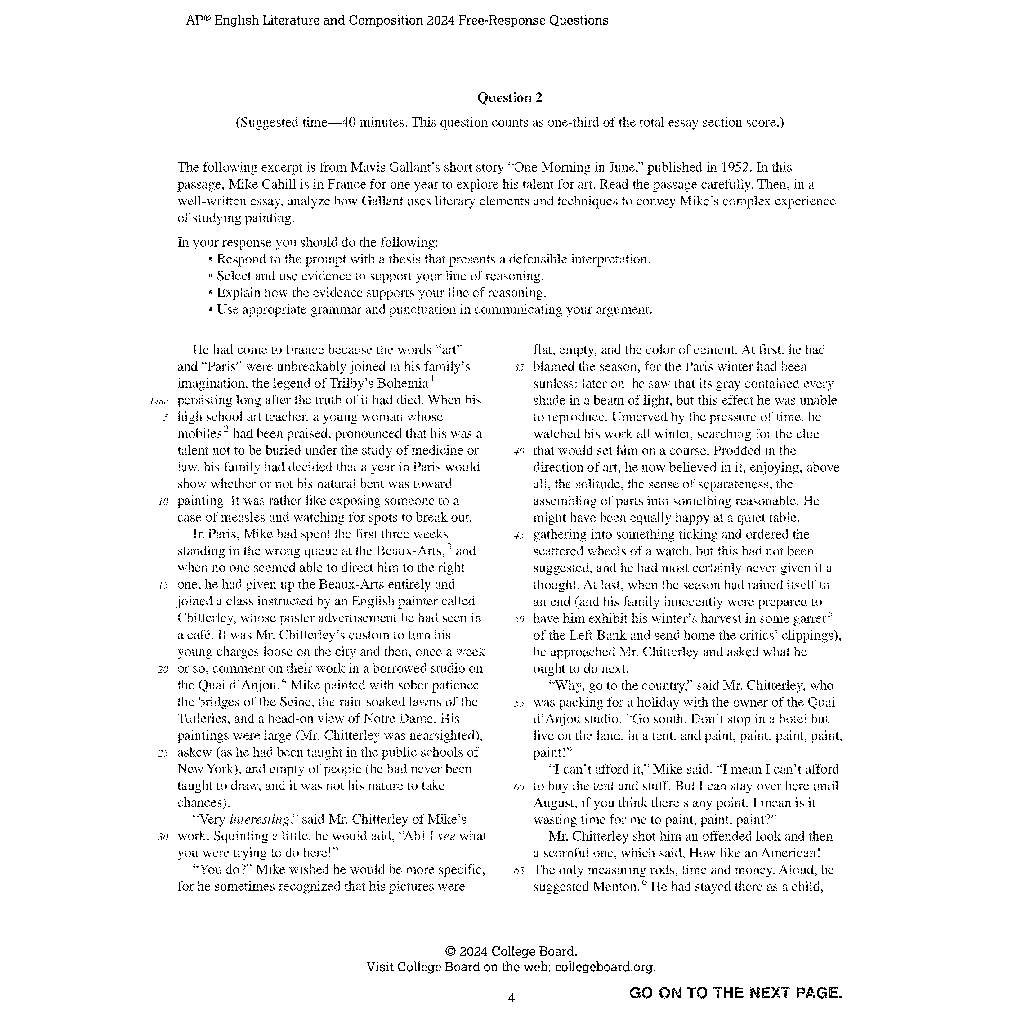 AP® English Literature and Composition 2024 Free-Response Questions
Question 2
(Suggested time—40 minutes. This question counts as one-third of the total essay section score.)
The following excerpt is from Mavis Gallant's short story "One Morning in June," published in 1952. In this
passage, Mike Cahill is in France for one year to explore his talent for art. Read the passage carefully. Then, in a
well-written essay, analyze how Gallant uses literary elements and techniques to convey Mike's complex experience
of studying painting.
In your response you should do the following:
• Respond to the prompt with a thesis that presents a defensible interpretation.
• Select and use evidence to support your line of reasoning.
• Explain how the evidence supports your line of reasoning.
• Use appropriate grammar and punctuation in communicating your argument.
He had come to France because the words "art"
and "Paris" were unbreakably joined in his family's
imagination, the legend of Trilby's Bohemia1
Line persisting long after the truth of it had died. When his
5 high school art teacher, a young woman whose
mobiles2 had been praised, pronounced that his was a
talent not to be buried under the study of medicine or
law, his family had decided that a year in Paris would
show whether or not his natural bent was toward
10 painting. It was rather like exposing someone to a
case of measles and watching for spots to break out.
In Paris, Mike had spent the first three weeks
standing in the wrong queue at the Beaux-Arts,3 and
when no one seemed able to direct him to the right
15 one, he had given up the Beaux-Arts entirely and
joined a class instructed by an English painter called
Chitterley, whose poster advertisement he had seen in
a café. It was Mr. Chitterley's custom to turn his
young charges loose on the city and then, once a week
20 or so, comment on their work in a borrowed studio on
the Quai d'Anjou.4 Mike painted with sober patience
the bridges of the Seine, the rain-soaked lawns of the
Tuileries, and a head-on view of Notre Dame. His
paintings were large (Mr. Chitterley was nearsighted),
25 askew (as he had been taught in the public schools of
New York), and empty of people (he had never been
taught to draw, and it was not his nature to take
chances).
"Very interesting," said Mr. Chitterley of Mike's
30 work. Squinting a little, he would add, "Ah! I see what
you were trying to do here!"
"You do?" Mike wished he would be more specific,
for he sometimes recognized that his pictures were
flat, empty, and the color of cement. At first, he had
35 blamed the season, for the Paris winter had been
sunless; later on, he saw that its gray contained every
shade in a beam of light, but this effect he was unable
to reproduce. Unnerved by the pressure of time, he
watched his work all winter, searching for the clue
40 that would set him on a course. Prodded in the
direction of art, he now believed in it, enjoying, above
all, the solitude, the sense of separateness, the
assembling of parts into something reasonable. He
might have been equally happy at a quiet table,
45 gathering into something ticking and ordered the
scattered wheels of a watch, but this had not been
suggested, and he had most certainly never given it a
thought. At last, when the season had rained itself to
an end (and his family innocently were prepared to
50 have him exhibit his winter's harvest in some garret5
of the Left Bank and send home the critics' clippings),
he approached Mr. Chitterley and asked what he
ought to do next.
"Why, go to the country," said Mr. Chitterley, who
55 was packing for a holiday with the owner of the Quai
d'Anjou studio. "Go south. Don't stop in a hotel but
live on the land, in a tent, and paint, paint, paint, paint,
paint!"
"I can't afford it," Mike said. "I mean I can't afford
60 to buy the tent and stuff. But I can stay over here until
August, if you think there's any point. I mean is it
wasting time for me to paint, paint, paint?"
Mr. Chitterley shot him an offended look and then
a scornful one, which said, How like an American!
65 The only measuring rods, time and money. Aloud, he
suggested Menton.6 He had stayed there as a child,
© 2024 College Board.
Visit College Board on the web: collegeboard.org.
4
GO ON TO THE NEXT PAGE.